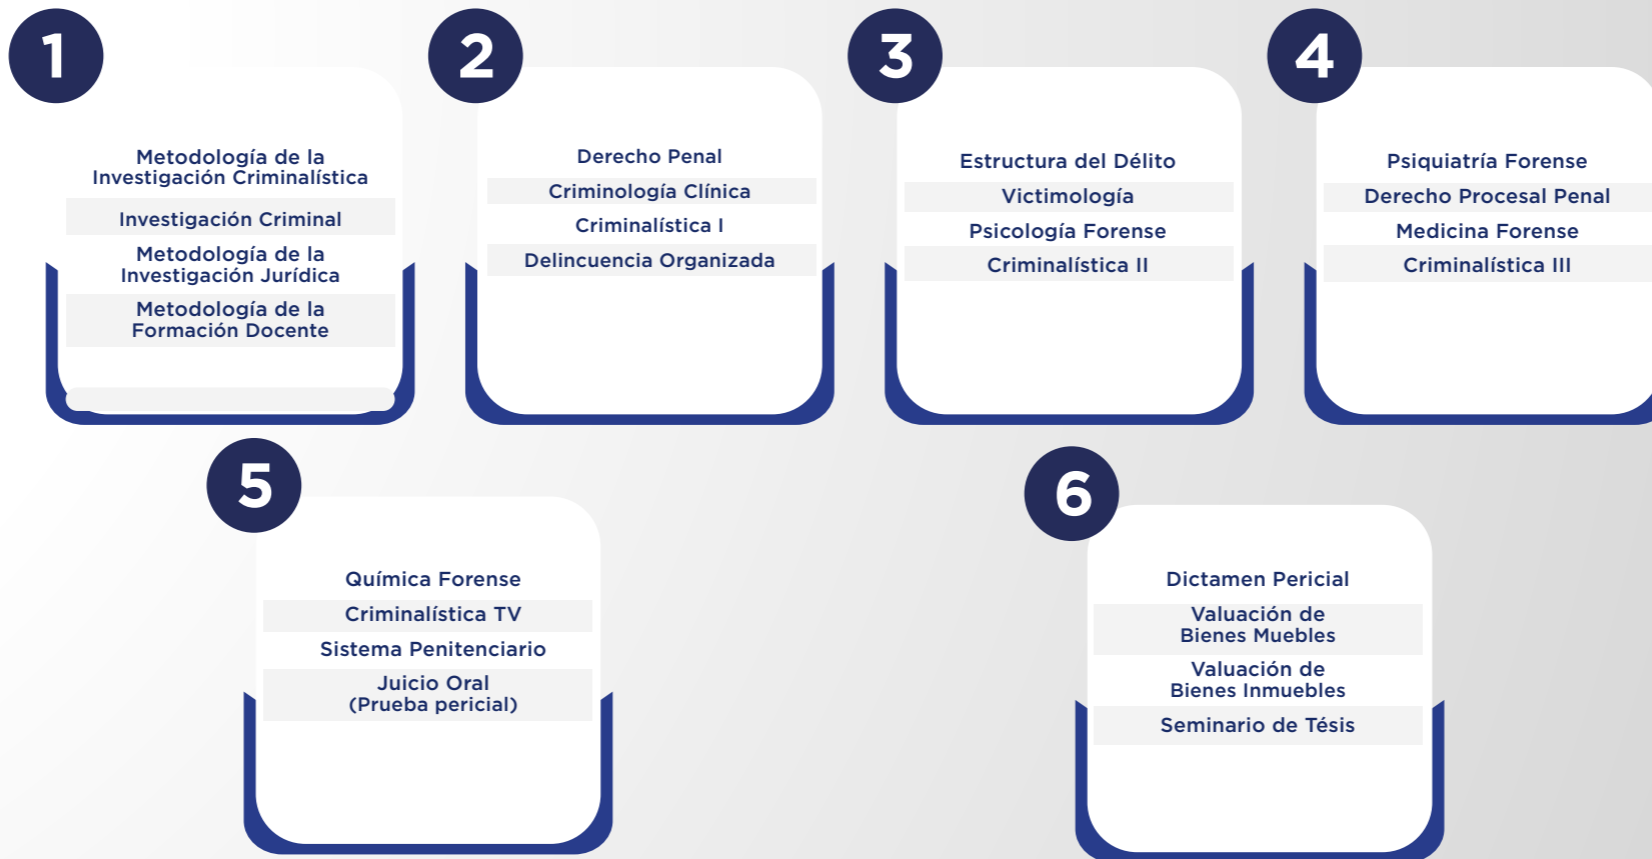 1
Metodología de la
Investigación Criminalística
Investigación Criminal
Metodología de la
Investigación Jurídica
Metodología de la
Formación Docente
2
Derecho Penal
Criminología Clínica
Criminalística I
Delincuencia Organizada
3
Estructura del Délito
Victimología
Psicología Forense
Criminalística II
4
Psiquiatría Forense
Derecho Procesal Penal
Medicina Forense
Criminalística III
5
Química Forense
Criminalística TV
Sistema Penitenciario
Juicio Oral
(Prueba pericial)
6
Dictamen Pericial
Valuación de
Bienes Muebles
Valuación de
Bienes Inmuebles
Seminario de Tésis